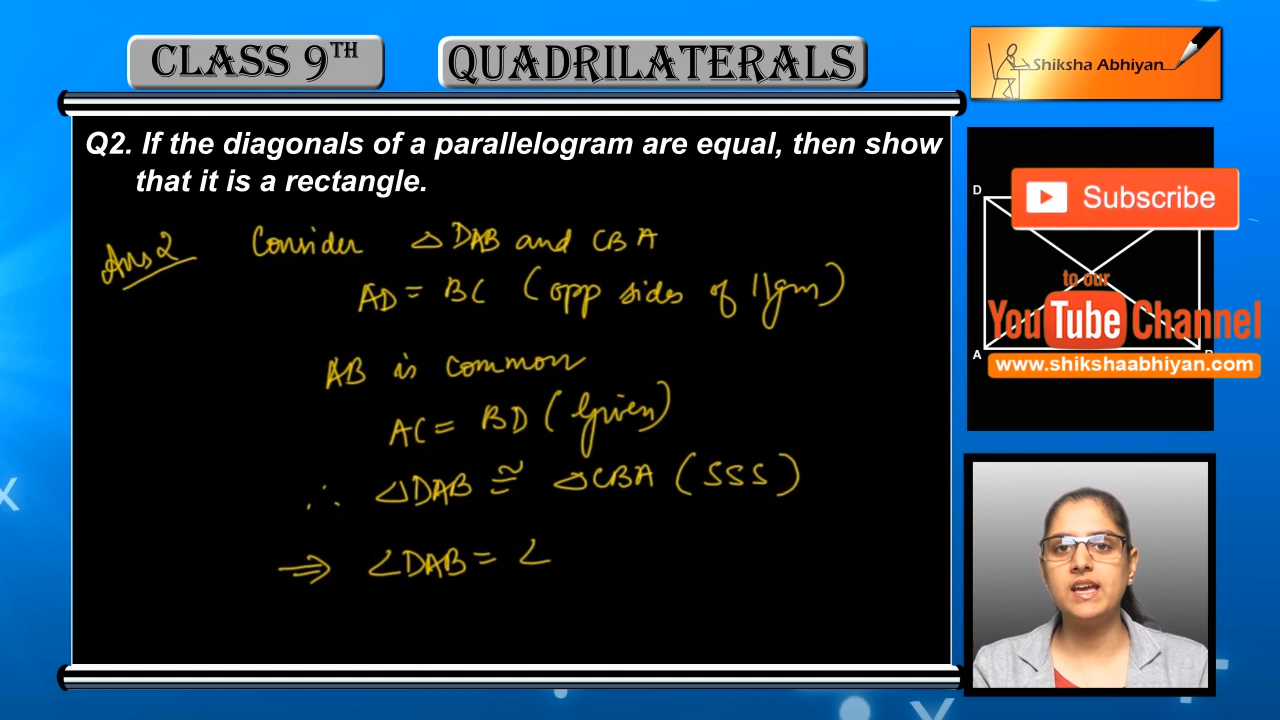 CLASS 9TH
QUADRILATERALS
Shiksha Abhiyan
Q2. If the diagonals of a parallelogram are equal, then show
that it is a rectangle.
Ans 2 Consider △DAB and CBA
AD = BC (opp sides of ||gm)
AB is common
AC = BD (Given)
∴ △DAB ≅ △CBA (SSS)
⇒ ∠DAB = ∠
D
A
Subscribe
to our
YouTube Channel
www.shikshaabhiyan.com
X